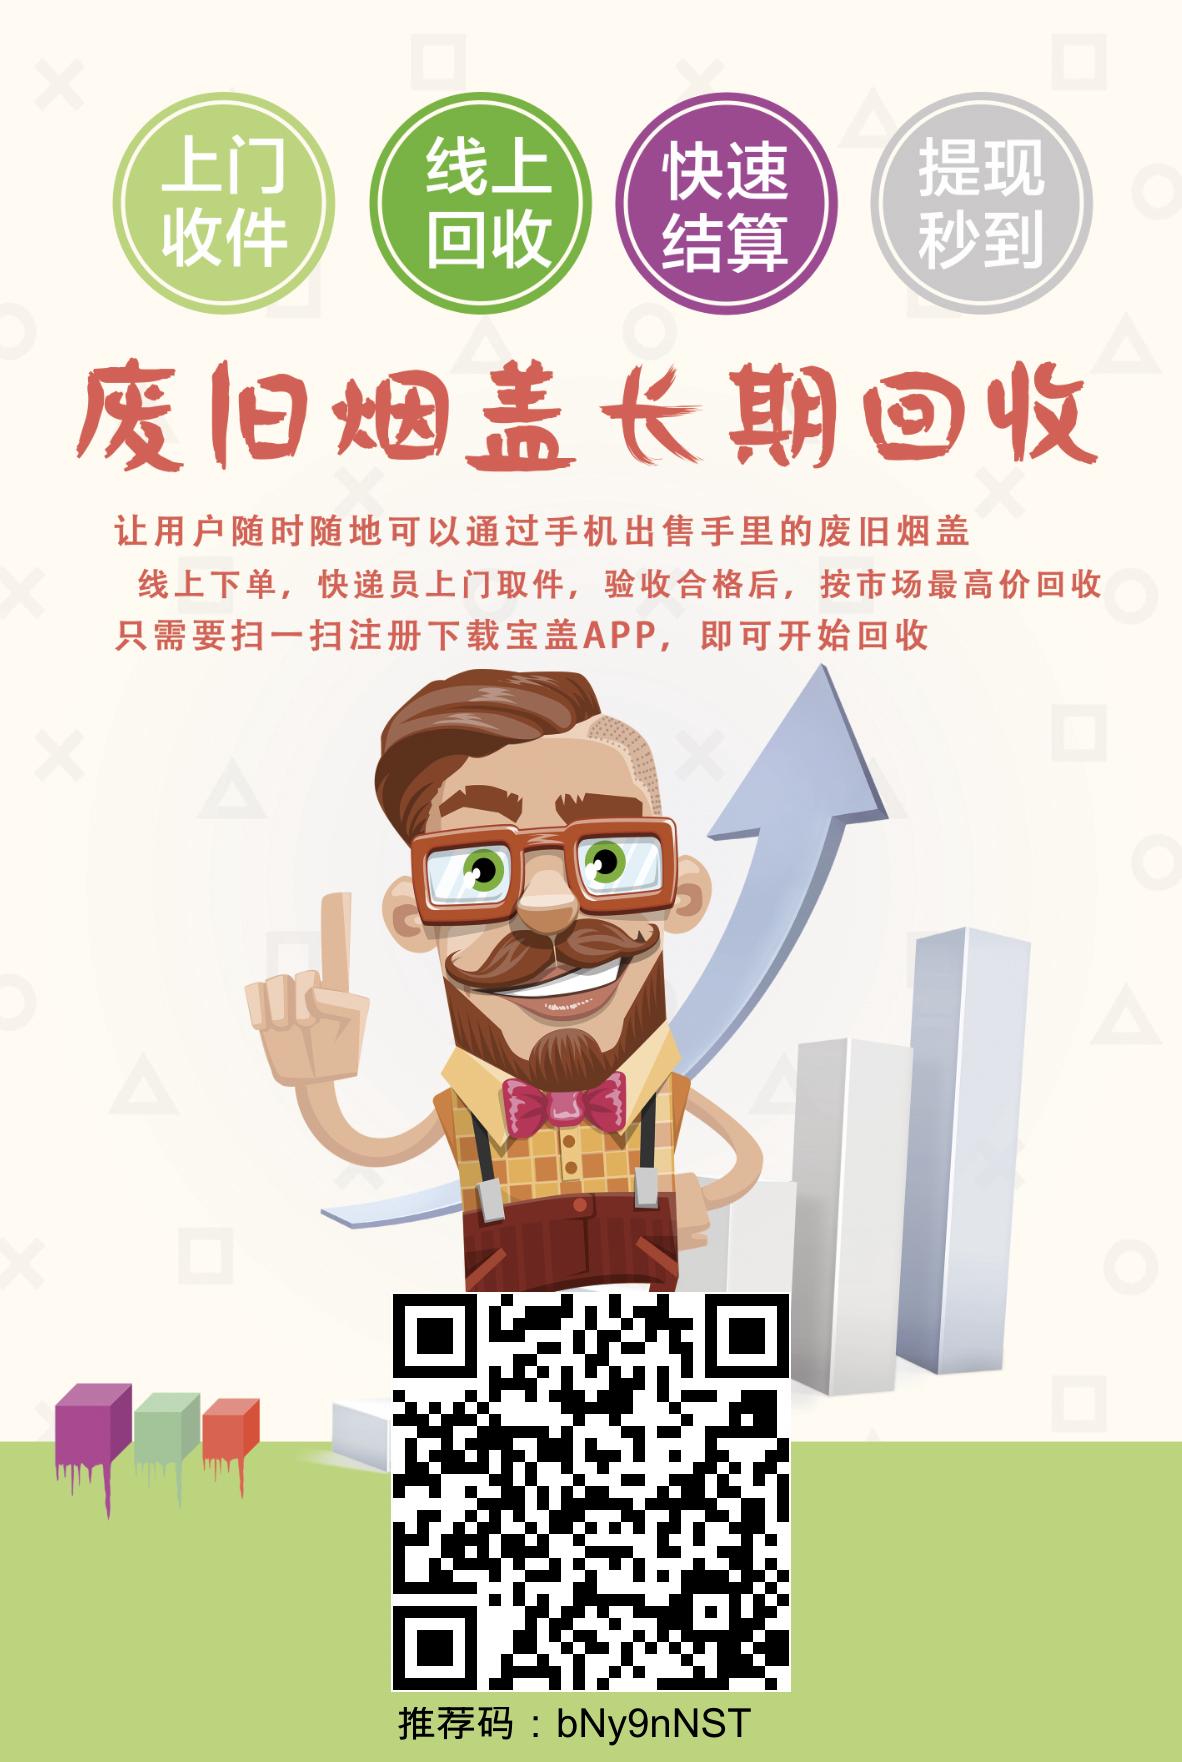 上门
收件
线上
回收
快速
结算
提现
秒到
废旧烟盖长期回收
让用户随时随地可以通过手机出售手里的废旧烟盖
线上下单，快递员上门取件，验收合格后，按市场最高价回收
只需要扫一扫注册下载宝盖APP，即可开始回收
推荐码：bNy9nNST